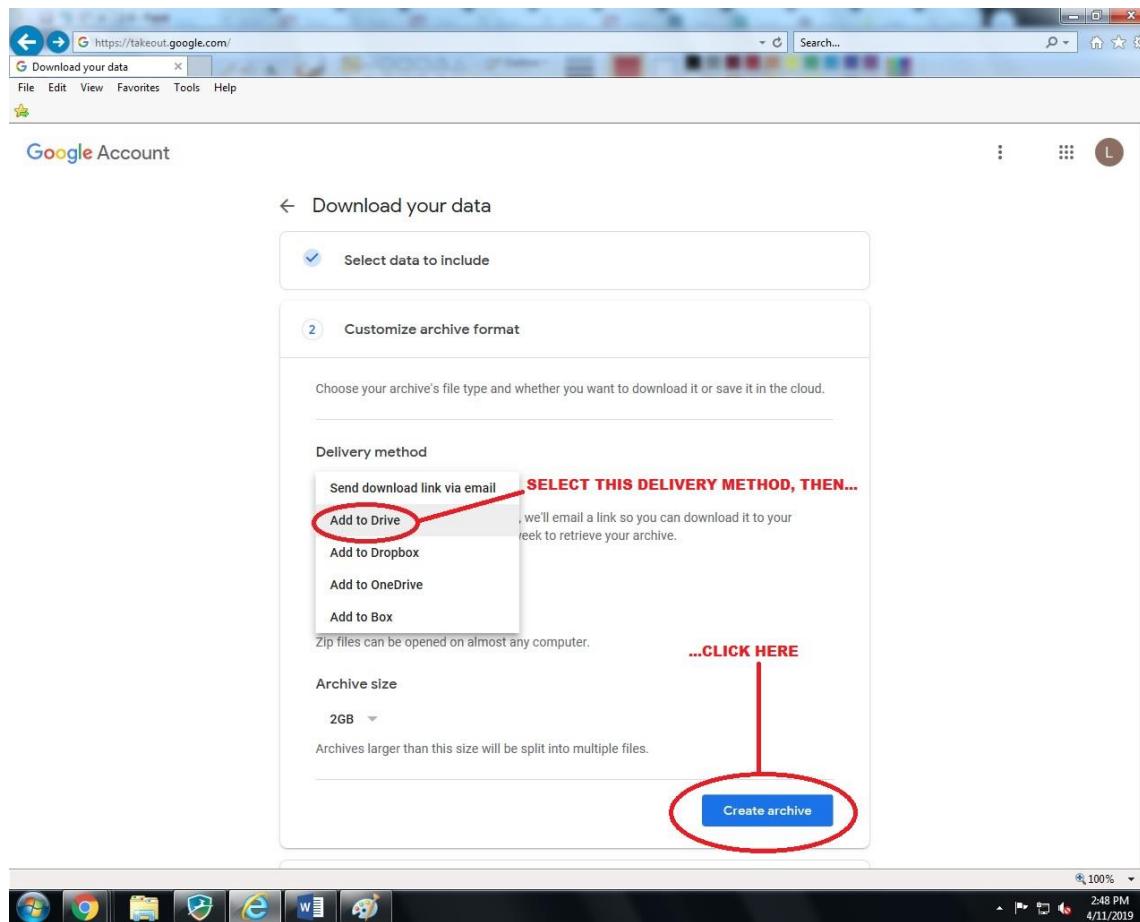 https://takeout.google.com/
Search...
Download your data
File Edit View Favorites Tools Help
Google Account
L
Download your data
Select data to include
2 Customize archive format
Choose your archive's file type and whether you want to download it or save it in the cloud.
Delivery method
Send download link via email
SELECT THIS DELIVERY METHOD, THEN...
Add to Drive
, we'll email a link so you can download it to your
eek to retrieve your archive.
Add to Dropbox
Add to OneDrive
Add to Box
Zip files can be opened on almost any computer.
...CLICK HERE
Archive size
2GB
Archives larger than this size will be split into multiple files.
Create archive
100%
2:48 PM
4/11/2019